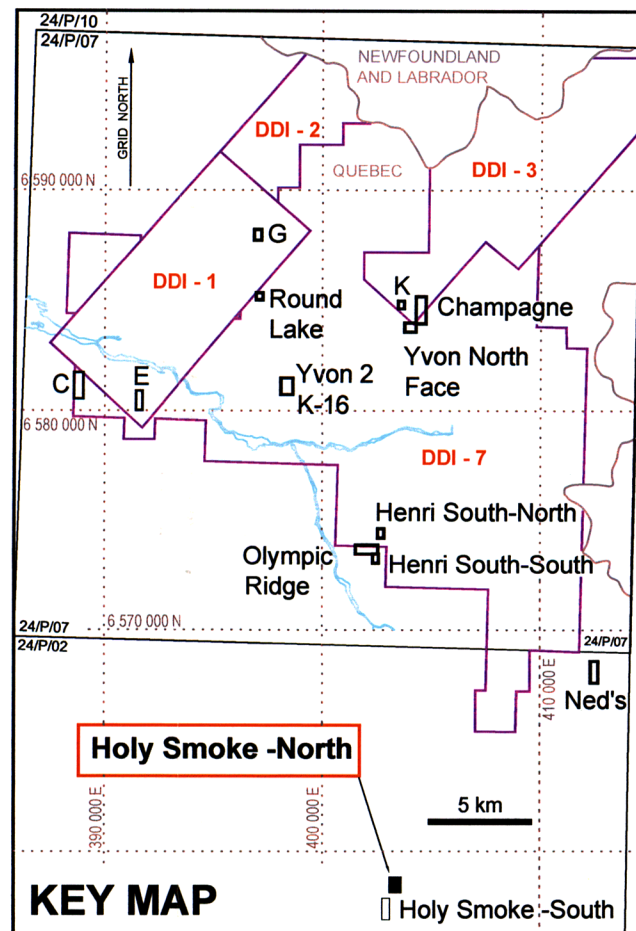 24/P/10
24/P/07
NEWFOUNDLAND
AND LABRADOR
GRID NORTH
DDI - 2
QUEBEC
DDI - 3
6 590 000 N
G
DDI - 1
K
Champagne
Round
Lake
Yvon North
Face
C
E
Yvon 2
K-16
6 580 000 N
DDI - 7
Henri South-North
Olympic
Ridge
Henri South-South
6 570 000 N
24/P/07
24/P/02
24/P/07
410 000 E
Ned's
Holy Smoke -North
5 km
390 000 E
400 000 E
KEY MAP
Holy Smoke -South